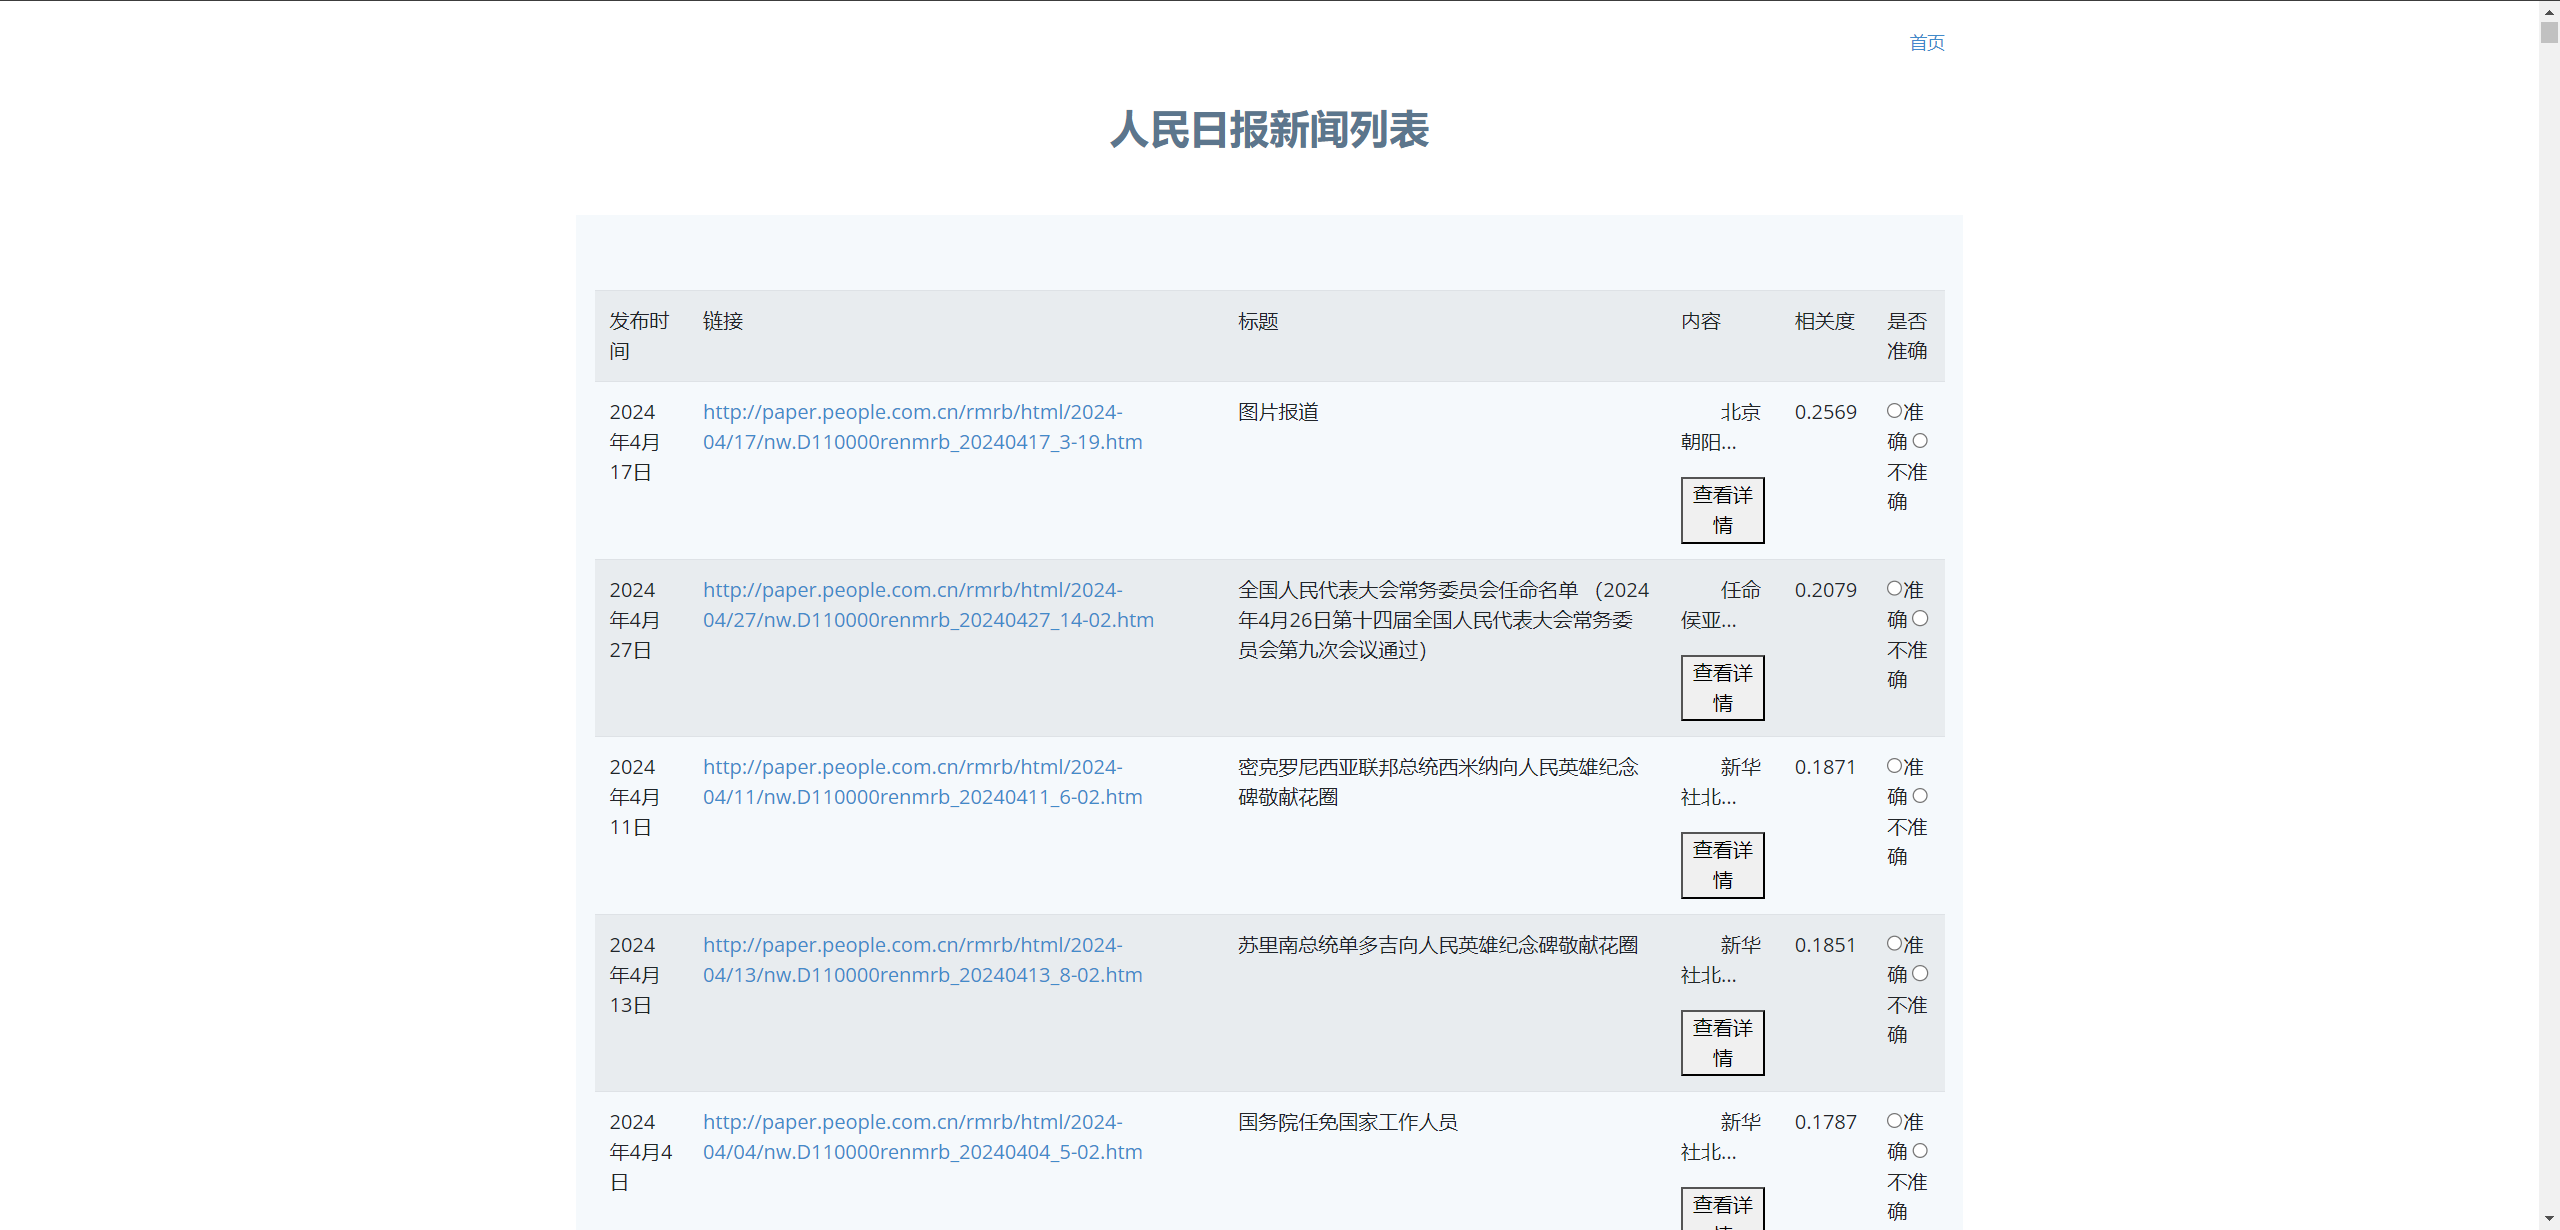 首页
人民日报新闻列表
发布时间 链接 标题 内容 相关度 是否准确
2024年4月17日 http://paper.people.com.cn/rmrb/html/2024-04/17/nw.D110000renmrb_20240417_3-19.htm 图片报道 北京朝阳... 查看详情 0.2569 准确 不准确
2024年4月27日 http://paper.people.com.cn/rmrb/html/2024-04/27/nw.D110000renmrb_20240427_14-02.htm 全国人民代表大会常务委员会任命名单 （2024年4月26日第十四届全国人民代表大会常务委员会第九次会议通过） 任命侯亚... 查看详情 0.2079 准确 不准确
2024年4月11日 http://paper.people.com.cn/rmrb/html/2024-04/11/nw.D110000renmrb_20240411_6-02.htm 密克罗尼西亚联邦总统西米纳向人民英雄纪念碑敬献花圈 新华社北... 查看详情 0.1871 准确 不准确
2024年4月13日 http://paper.people.com.cn/rmrb/html/2024-04/13/nw.D110000renmrb_20240413_8-02.htm 苏里南总统单多吉向人民英雄纪念碑敬献花圈 新华社北... 查看详情 0.1851 准确 不准确
2024年4月4日 http://paper.people.com.cn/rmrb/html/2024-04/04/nw.D110000renmrb_20240404_5-02.htm 国务院任免国家工作人员 新华社北... 查看详 0.1787 准确 不准确